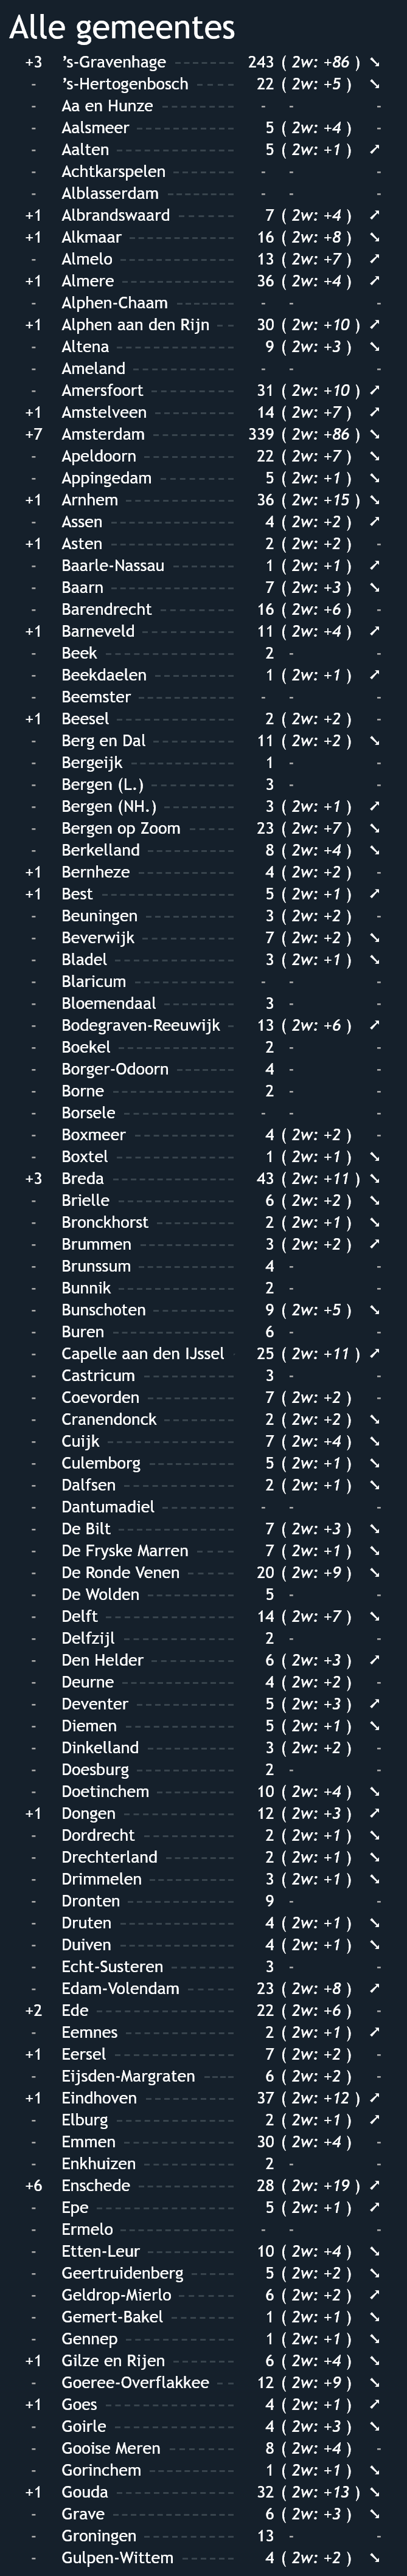 Alle gemeentes
+3 ’s-Gravenhage 243 ( 2w: +86 ) ➘
- ’s-Hertogenbosch 22 ( 2w: +5 ) ➘
- Aa en Hunze - - -
- Aalsmeer 5 ( 2w: +4 ) -
- Aalten 5 ( 2w: +1 ) ➚
- Achtkarspelen - - -
- Alblasserdam - - -
+1 Albrandswaard 7 ( 2w: +4 ) ➚
+1 Alkmaar 16 ( 2w: +8 ) ➘
- Almelo 13 ( 2w: +7 ) ➚
+1 Almere 36 ( 2w: +4 ) ➚
- Alphen-Chaam - - -
+1 Alphen aan den Rijn 30 ( 2w: +10 ) ➚
- Altena 9 ( 2w: +3 ) ➘
- Ameland - - -
- Amersfoort 31 ( 2w: +10 ) ➚
+1 Amstelveen 14 ( 2w: +7 ) ➚
+7 Amsterdam 339 ( 2w: +86 ) ➘
- Apeldoorn 22 ( 2w: +7 ) ➘
- Appingedam 5 ( 2w: +1 ) ➘
+1 Arnhem 36 ( 2w: +15 ) ➘
- Assen 4 ( 2w: +2 ) ➚
+1 Asten 2 ( 2w: +2 ) -
- Baarle-Nassau 1 ( 2w: +1 ) ➚
- Baarn 7 ( 2w: +3 ) ➘
- Barendrecht 16 ( 2w: +6 ) -
+1 Barneveld 11 ( 2w: +4 ) ➚
- Beek 2 - -
- Beekdaelen 1 ( 2w: +1 ) ➚
- Beemster - - -
+1 Beesel 2 ( 2w: +2 ) -
- Berg en Dal 11 ( 2w: +2 ) ➘
- Bergeijk 1 - -
- Bergen (L.) 3 - -
- Bergen (NH.) 3 ( 2w: +1 ) ➚
- Bergen op Zoom 23 ( 2w: +7 ) ➘
- Berkelland 8 ( 2w: +4 ) ➘
+1 Bernheze 4 ( 2w: +2 ) -
+1 Best 5 ( 2w: +1 ) ➚
- Beuningen 3 ( 2w: +2 ) -
- Beverwijk 7 ( 2w: +2 ) ➘
- Bladel 3 ( 2w: +1 ) ➘
- Blaricum - - -
- Bloemendaal 3 - -
- Bodegraven-Reeuwijk 13 ( 2w: +6 ) ➚
- Boekel 2 - -
- Borger-Odoorn 4 - -
- Borne 2 - -
- Borsele - - -
- Boxmeer 4 ( 2w: +2 ) -
- Boxtel 1 ( 2w: +1 ) ➘
+3 Breda 43 ( 2w: +11 ) ➘
- Brielle 6 ( 2w: +2 ) ➘
- Bronckhorst 2 ( 2w: +1 ) ➘
- Brummen 3 ( 2w: +2 ) ➚
- Brunssum 4 - -
- Bunnik 2 - -
- Bunschoten 9 ( 2w: +5 ) ➘
- Buren 6 - -
- Capelle aan den IJssel 25 ( 2w: +11 ) ➚
- Castricum 3 - -
- Coevorden 7 ( 2w: +2 ) -
- Cranendonck 2 ( 2w: +2 ) ➘
- Cuijk 7 ( 2w: +4 ) ➘
- Culemborg 5 ( 2w: +1 ) ➘
- Dalfsen 2 ( 2w: +1 ) ➘
- Dantumadiel - - -
- De Bilt 7 ( 2w: +3 ) ➘
- De Fryske Marren 7 ( 2w: +1 ) ➘
- De Ronde Venen 20 ( 2w: +9 ) ➘
- De Wolden 5 - -
- Delft 14 ( 2w: +7 ) ➘
- Delfzijl 2 - -
- Den Helder 6 ( 2w: +3 ) ➚
- Deurne 4 ( 2w: +2 ) -
- Deventer 5 ( 2w: +3 ) ➚
- Diemen 5 ( 2w: +1 ) ➘
- Dinkelland 3 ( 2w: +2 ) -
- Doesburg 2 - -
- Doetinchem 10 ( 2w: +4 ) ➘
+1 Dongen 12 ( 2w: +3 ) ➚
- Dordrecht 2 ( 2w: +1 ) ➘
- Drechterland 2 ( 2w: +1 ) ➘
- Drimmelen 3 ( 2w: +1 ) ➘
- Dronten 9 - -
- Druten 4 ( 2w: +1 ) ➘
- Duiven 4 ( 2w: +1 ) ➘
- Echt-Susteren 3 - -
- Edam-Volendam 23 ( 2w: +8 ) ➚
+2 Ede 22 ( 2w: +6 ) -
- Eemnes 2 ( 2w: +1 ) ➚
+1 Eersel 7 ( 2w: +2 ) -
- Eijsden-Margraten 6 ( 2w: +2 ) -
+1 Eindhoven 37 ( 2w: +12 ) ➚
- Elburg 2 ( 2w: +1 ) ➚
- Emmen 30 ( 2w: +4 ) -
- Enkhuizen 2 - -
+6 Enschede 28 ( 2w: +19 ) ➚
- Epe 5 ( 2w: +1 ) ➚
- Ermelo - - -
- Etten-Leur 10 ( 2w: +4 ) ➘
- Geertruidenberg 5 ( 2w: +2 ) ➘
- Geldrop-Mierlo 6 ( 2w: +2 ) ➚
- Gemert-Bakel 1 ( 2w: +1 ) ➘
- Gennep 1 ( 2w: +1 ) ➘
+1 Gilze en Rijen 6 ( 2w: +4 ) ➘
- Goeree-Overflakkee 12 ( 2w: +9 ) ➘
+1 Goes 4 ( 2w: +1 ) ➚
- Goirle 4 ( 2w: +3 ) ➘
- Gooise Meren 8 ( 2w: +4 ) -
- Gorinchem 1 ( 2w: +1 ) ➘
+1 Gouda 32 ( 2w: +13 ) ➘
- Grave 6 ( 2w: +3 ) ➘
- Groningen 13 - -
- Gulpen-Wittem 4 ( 2w: +2 ) ➘